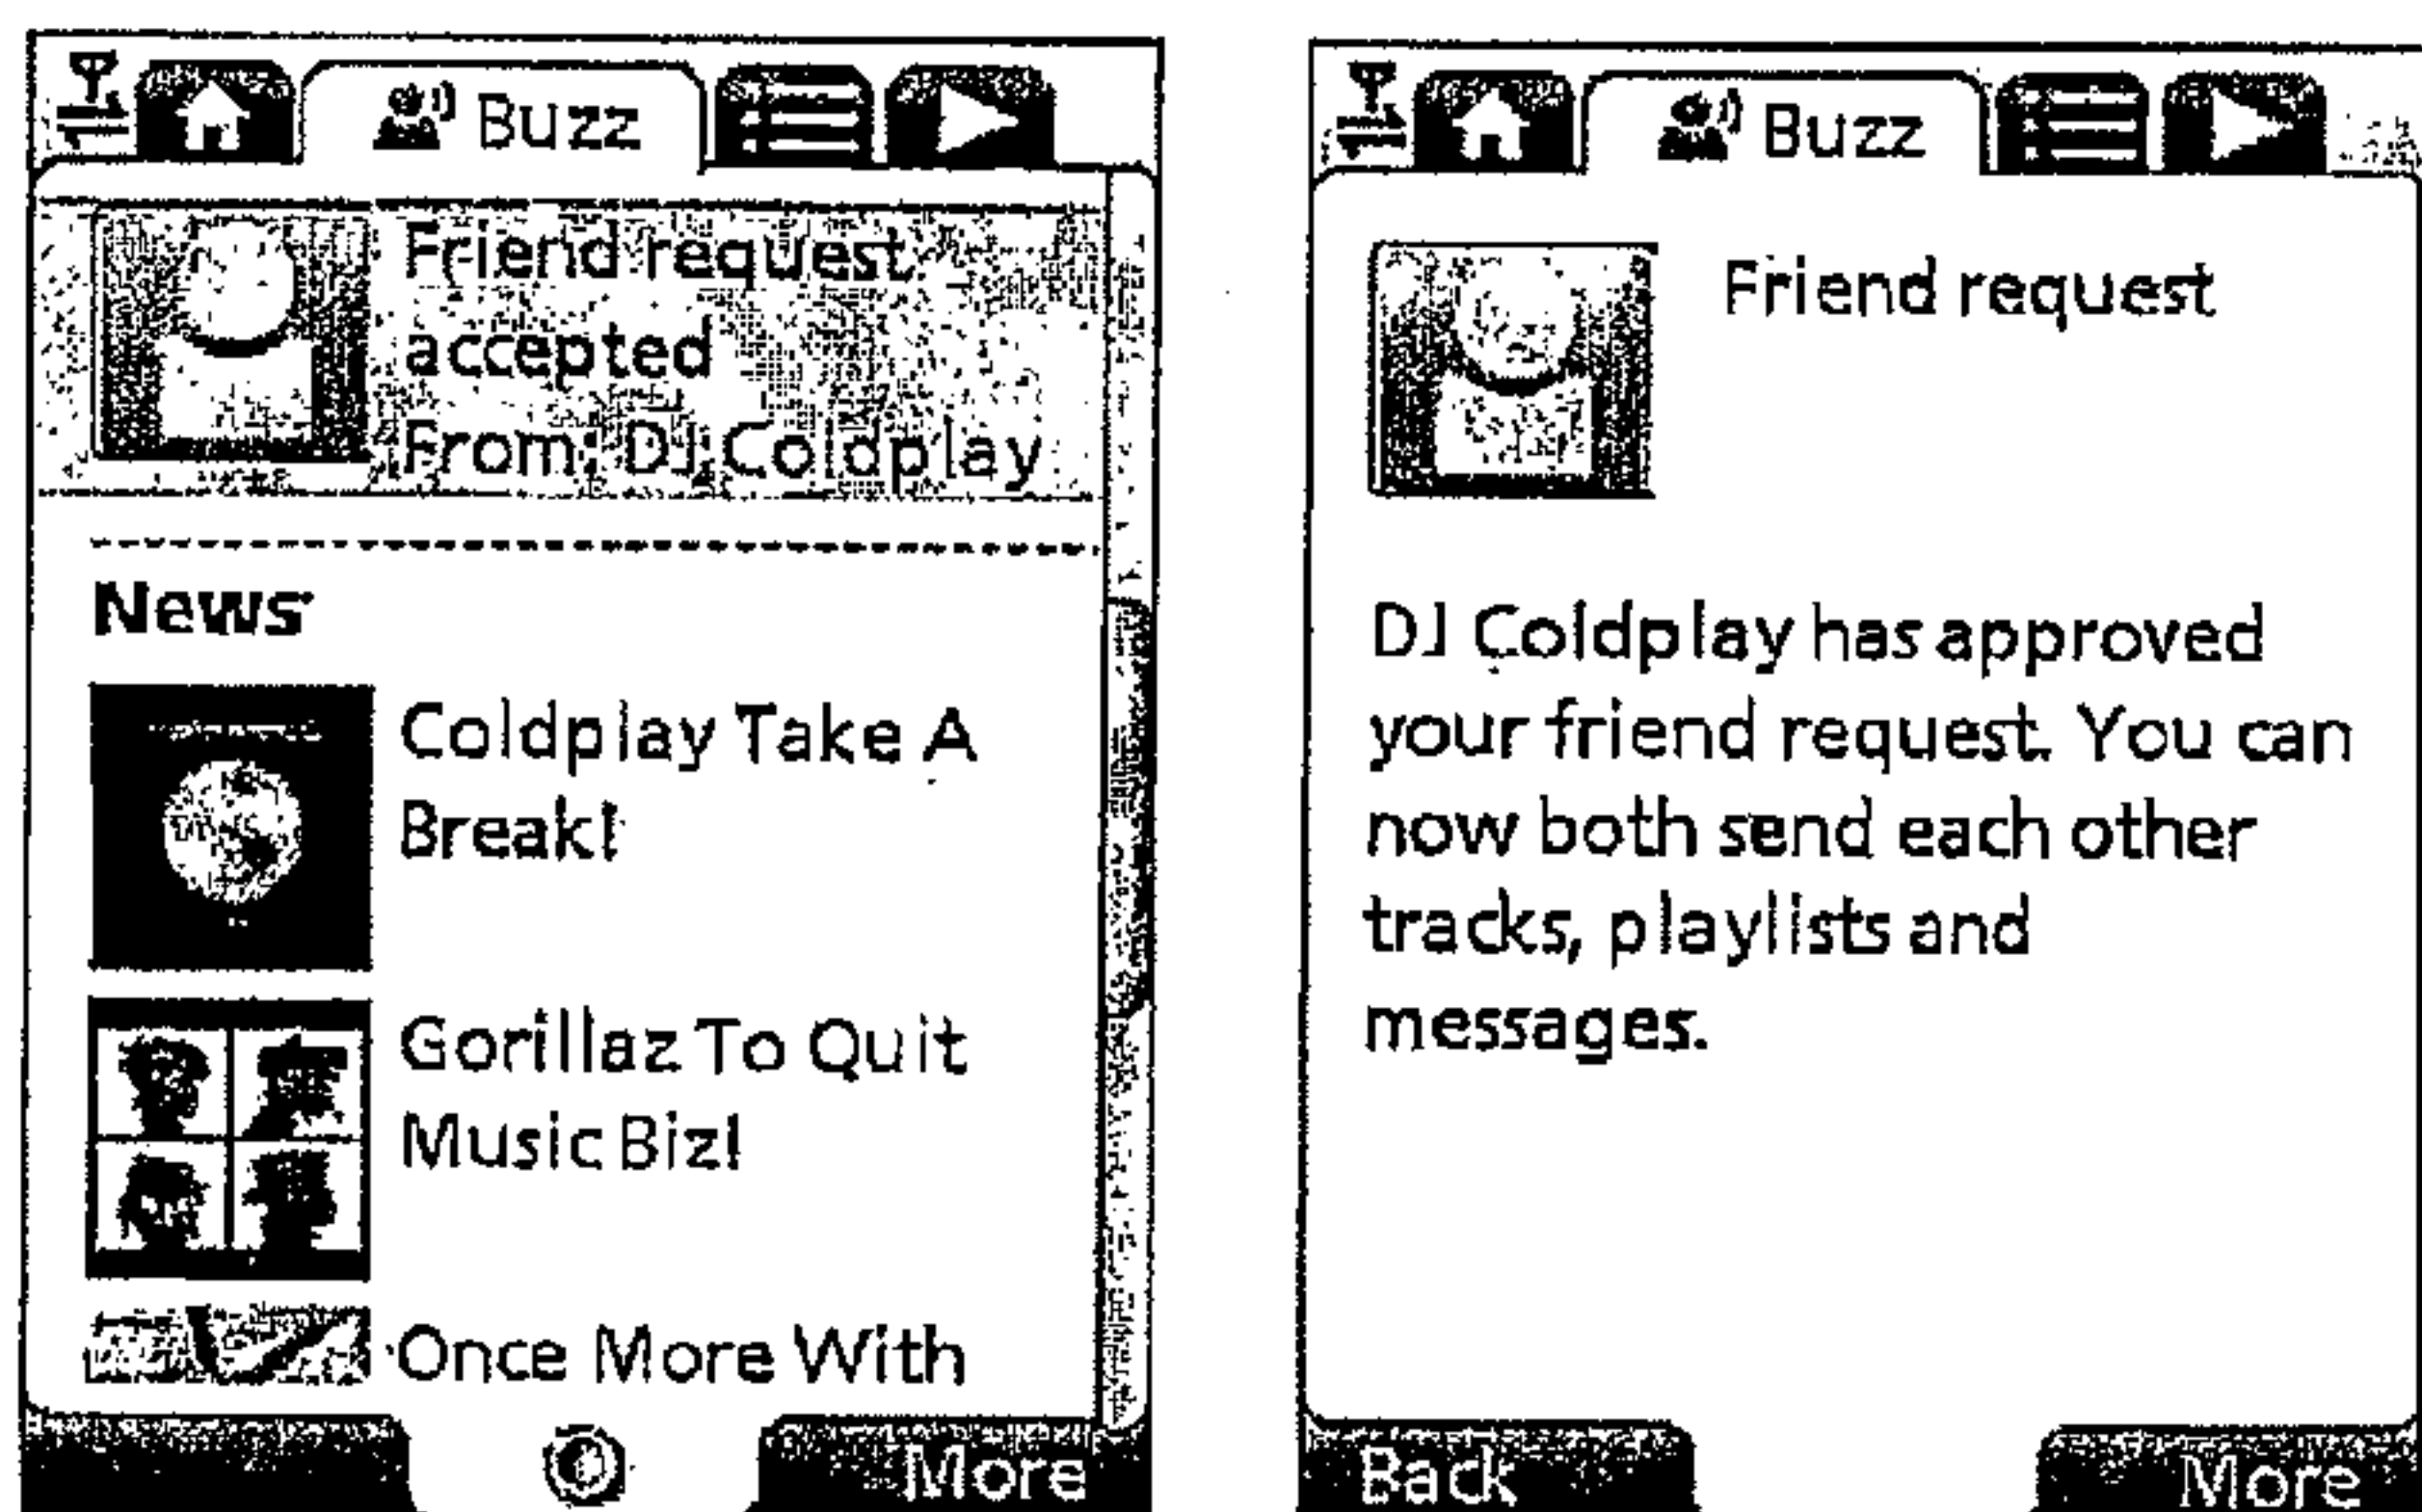 Buzz
Friend request
accepted
From: DJ Coldplay
News
Coldplay Take A
Break!
Gorillaz To Quit
Music Biz!
Once More With
More
Buzz
Friend request
DJ Coldplay has approved
your friend request. You can
now both send each other
tracks, playlists and
messages.
Back
More